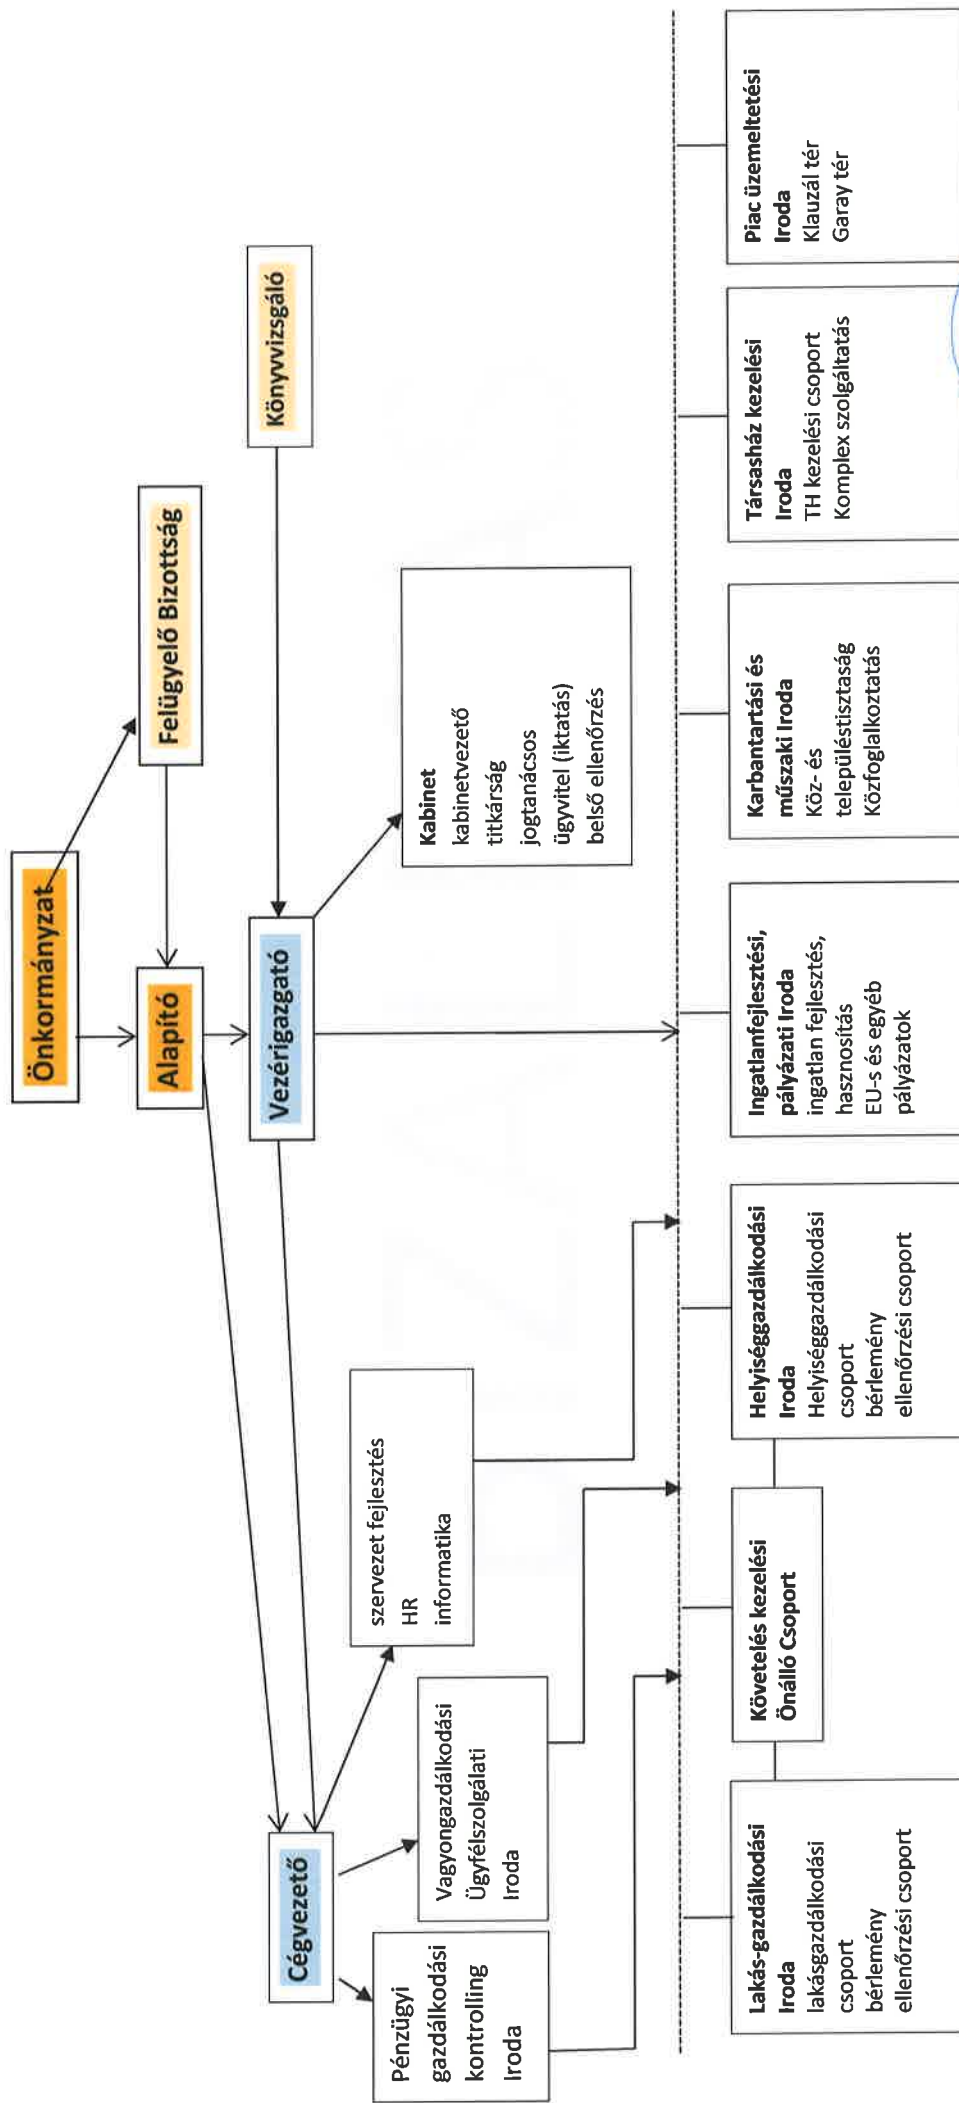 Önkormányzat
Felügyelő Bizottság
Alapító
Könyvvizsgáló
Vezérigazgató
Cégvezető
Kabinet
kabinetvezető
titkárság
jogtanácsos
ügyvitel (iktatás)
belső ellenőrzés
szervezet fejlesztés
HR
informatika
Vagyongazdálkodási
Ügyfélszolgálati
Iroda
Pénzügyi
gazdálkodási
kontrolling
Iroda
Lakás-gazdálkodási
Iroda
lakásgazdálkodási
csoport
bérlemény
ellenőrzési csoport
Követelés kezelési
Önálló Csoport
Helyiséggazdálkodási
Iroda
Helyiséggazdálkodási
csoport
bérlemény
ellenőrzési csoport
Ingatlanfejlesztési,
pályázati Iroda
ingatlan fejlesztés,
hasznosítás
EU-s és egyéb
pályázatok
Karbantartási és
műszaki Iroda
Köz- és
településtisztaság
Közfoglalkoztatás
Társasház kezelési
Iroda
TH kezelési csoport
Komplex szolgáltatás
Piac üzemeltetési
Iroda
Klauzál tér
Garay tér